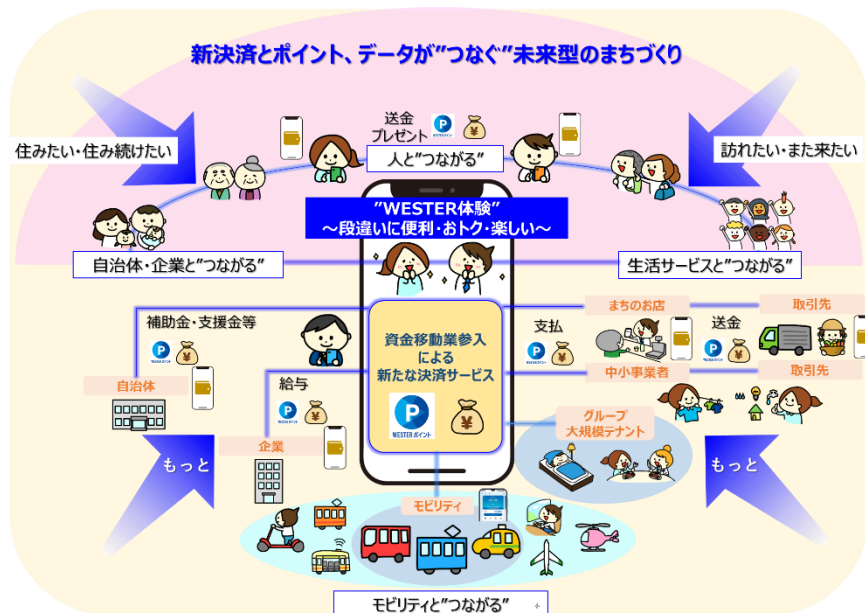 新決済とポイント、データが”つなぐ”未来型のまちづくり
住みたい・住み続けたい
送金
プレゼント
訪れたい・また来たい
人と”つながる”
”WESTER体験”
～段違いに便利・おトク・楽しい～
自治体・企業と”つながる”
生活サービスと”つながる”
補助金・支援金等
自治体
給与
企業
資金移動業参入
による
新たな決済サービス
WESTER ポイント
支払
まちのお店
送金
取引先
中小事業者
取引先
グループ
大規模テナント
もっと
もっと
モビリティ
モビリティと”つながる”